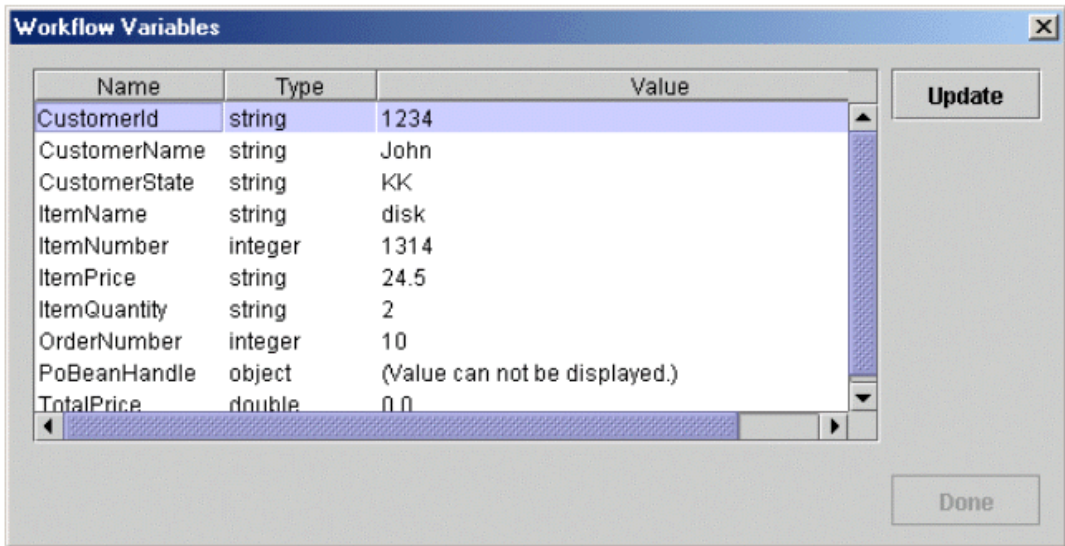 Workflow Variables
Name Type Value
Update
CustomerId string 1234
CustomerName string John
CustomerState string KK
ItemName string disk
ItemNumber integer 1314
ItemPrice string 24.5
ItemQuantity string 2
OrderNumber integer 10
PoBeanHandle object (Value can not be displayed.)
TotalPrice double 0.0
Done